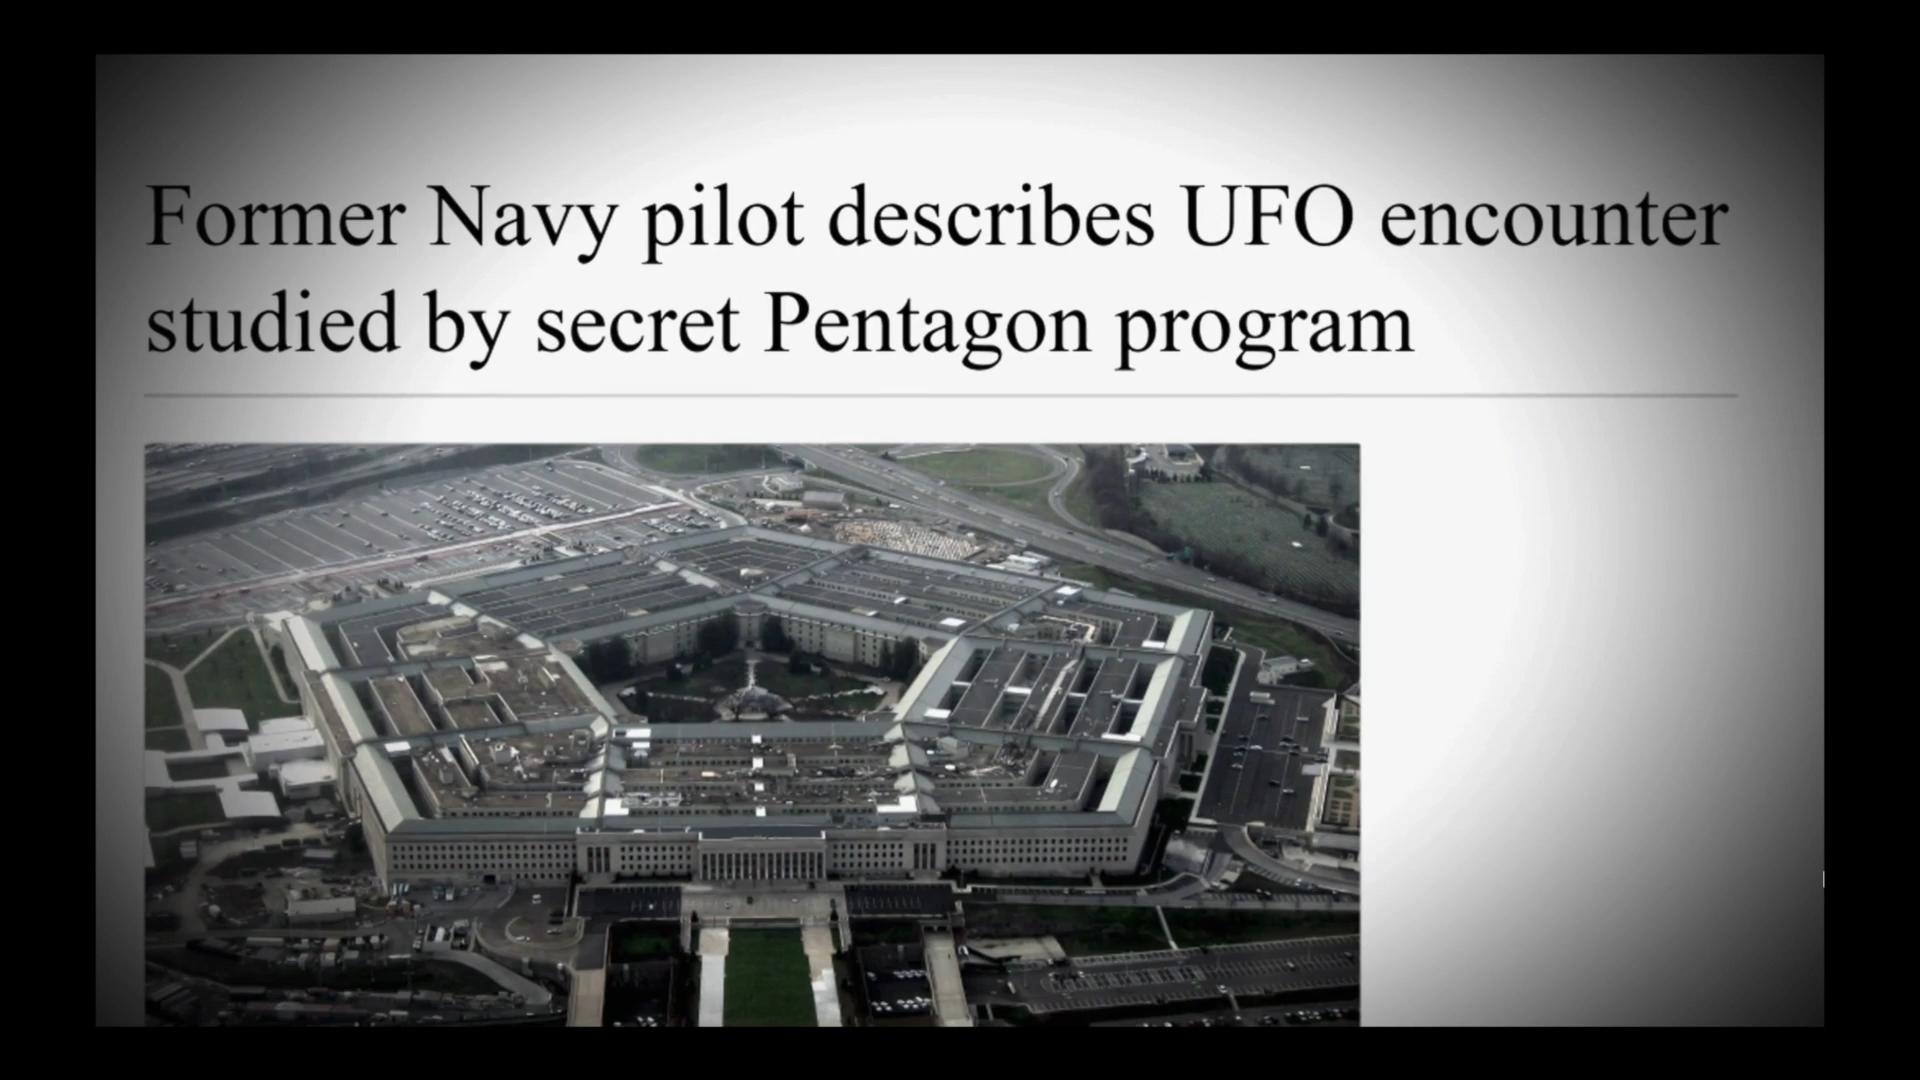 Former Navy pilot describes UFO encounter
studied by secret Pentagon program